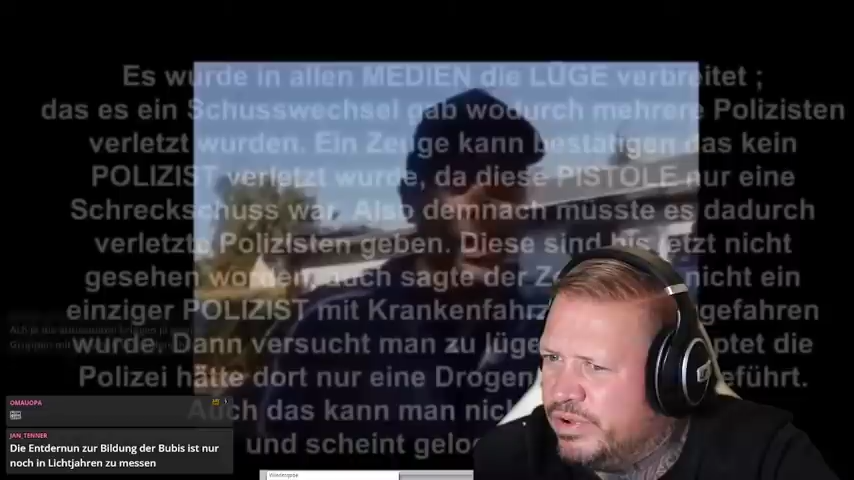 Es wurde in allen MEDIEN die LÜGE verbreitet ;
das es ein Schusswechsel gab wodurch mehrere Polizisten
verletzt wurden. Ein Zeuge kann bestätigen das kein
POLIZIST verletzt wurde, da diese PISTOLE nur eine
Schreckschuss war. Also demnach müsste es dadurch
verletzte Polizisten geben. Diese sind bis jetzt nicht
gesehen worden, auch sagte der nicht ein
einziger POLIZIST mit gefahren
wurde. Dann versucht man zu
Polizei hätte dort nur eine
Auch das kann man
und scheint
OMAUOPA
JAN_TENNER
Die Entdernun zur Bildung der Bubis ist nur
noch in Lichtjahren zu messen